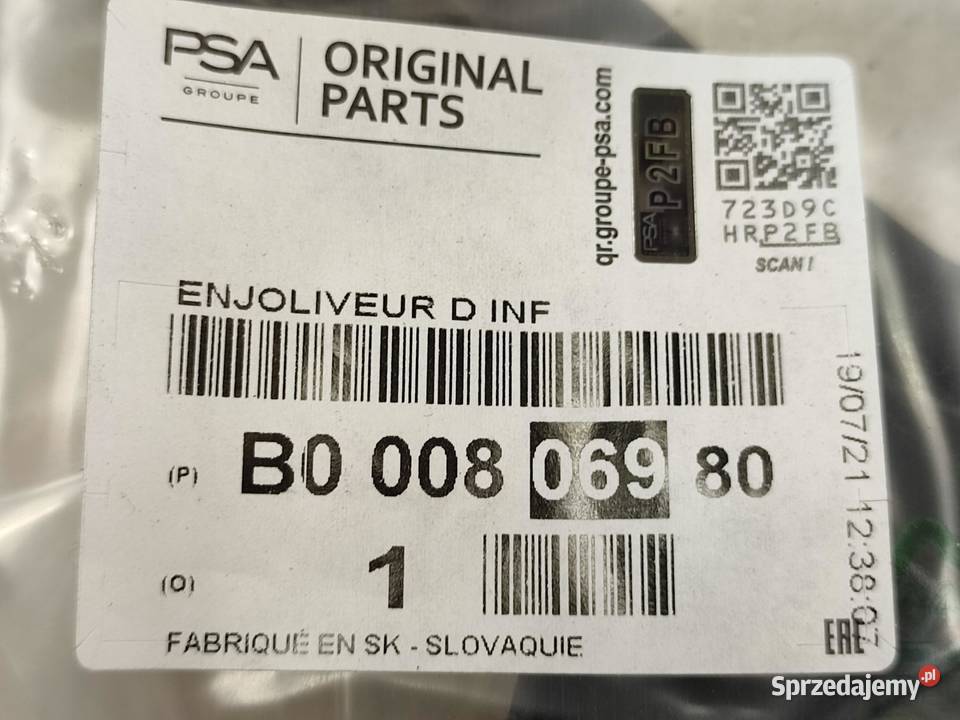 PSA
GROUPE
ORIGINAL
PARTS
qr.groupe-psa.com
PSA P2FB
723D9C
HRP2FB
SCAN!
ENJOLIVEUR D INF
(P) B0 008 069 80
(Q) 1
19/07/21 12:38:07
FABRIQUÉ EN SK - SLOVAQUIE
EAC
Sprzedajemy.pl